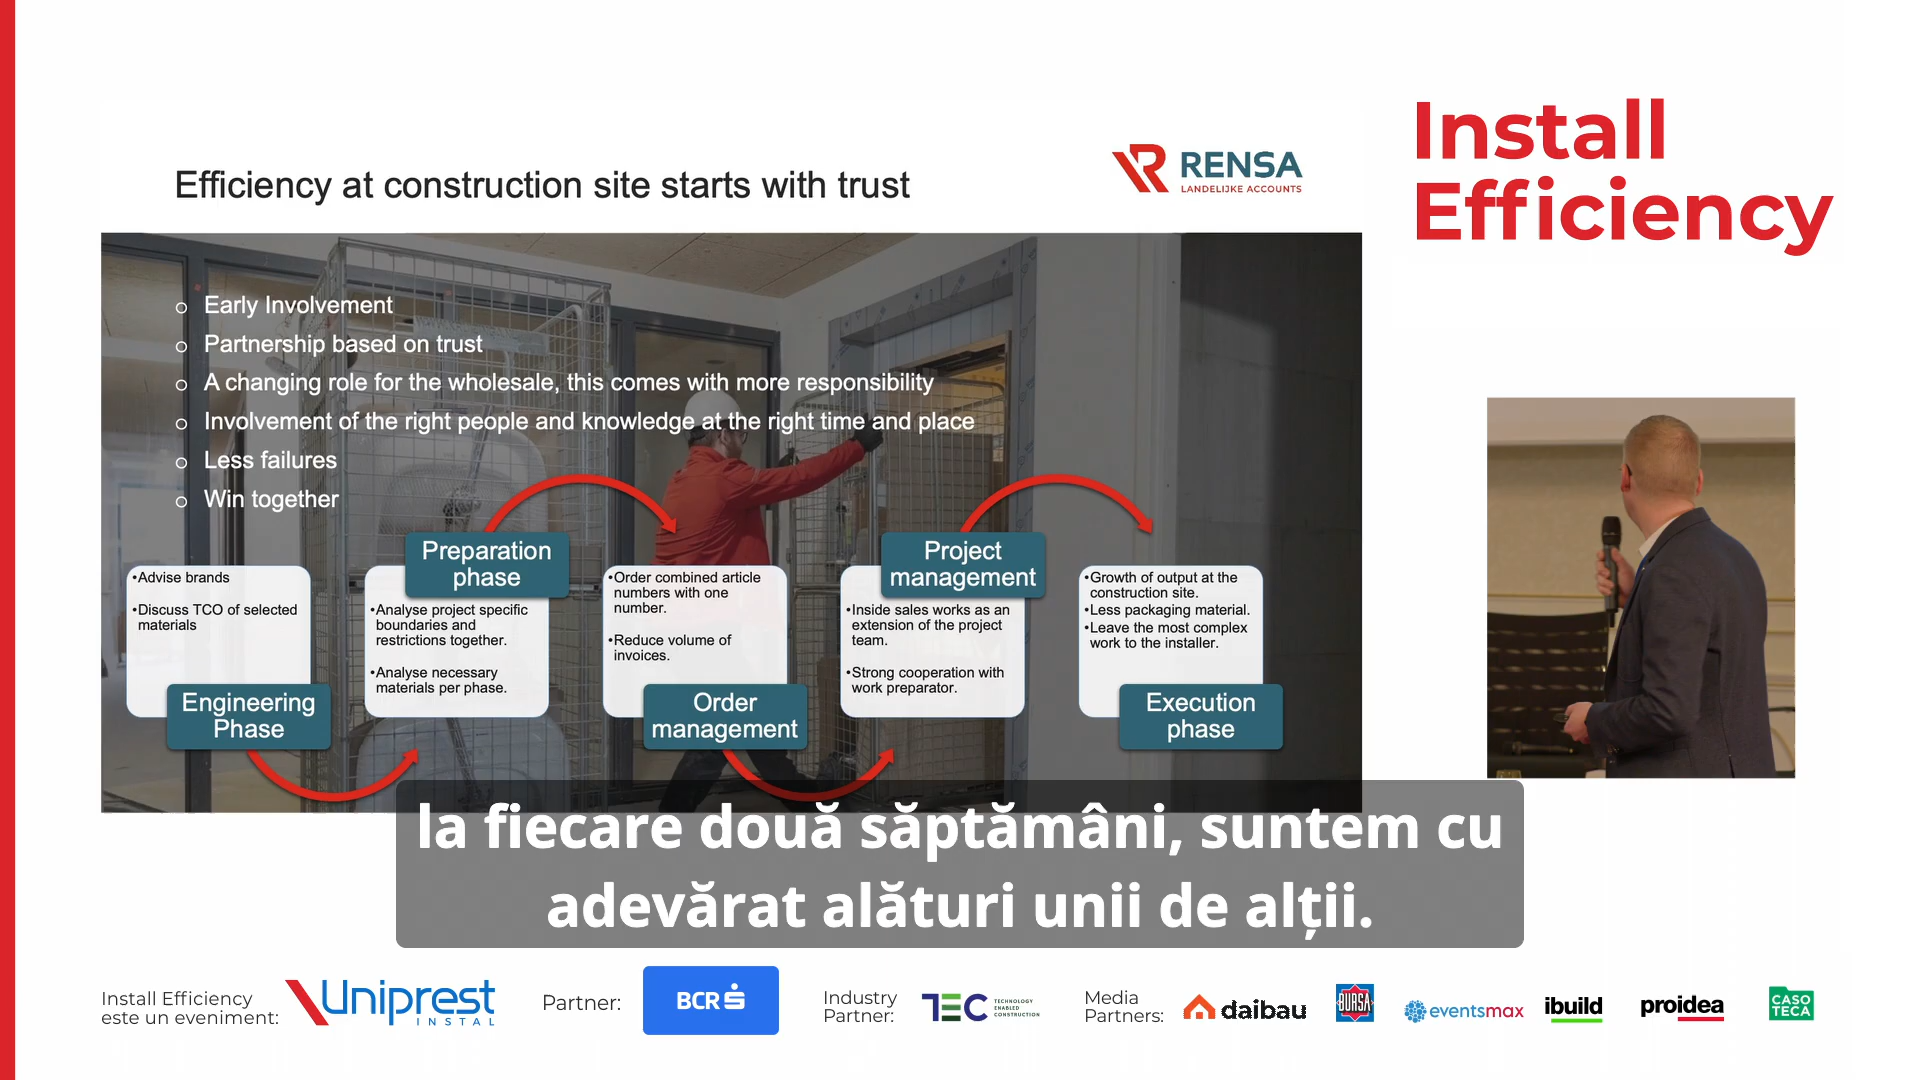 Install
Efficiency
Efficiency at construction site starts with trust
RENSA
LANDELIJKE ACCOUNTS
o Early Involvement
o Partnership based on trust
o A changing role for the wholesale, this comes with more responsibility
o Involvement of the right people and knowledge at the right time and place
o Less failures
o Win together
•Advise brands
•Discuss TCO of selected
materials
Engineering
Phase
Preparation
phase
•Analyse project specific
boundaries and
restrictions together.
•Analyse necessary
materials per phase.
•Order combined article
numbers with one
number.
•Reduce volume of
invoices.
Order
management
Project
management
•Inside sales works as an
extension of the project
team.
•Strong cooperation with
work preparator.
•Growth of output at the
construction site.
•Less packaging material.
•Leave the most complex
work to the installer.
Execution
phase
la fiecare două săptămâni, suntem cu
adevărat alături unii de alții.
Install Efficiency
este un eveniment:
Uniprest
INSTAL
Partner:
BCR
Industry
Partner:
TEC
TECHNOLOGY
ENABLED
CONSTRUCTION
Media
Partners:
daibau
BURSA
eventsmax
ibuild
proidea
CASO
TECA